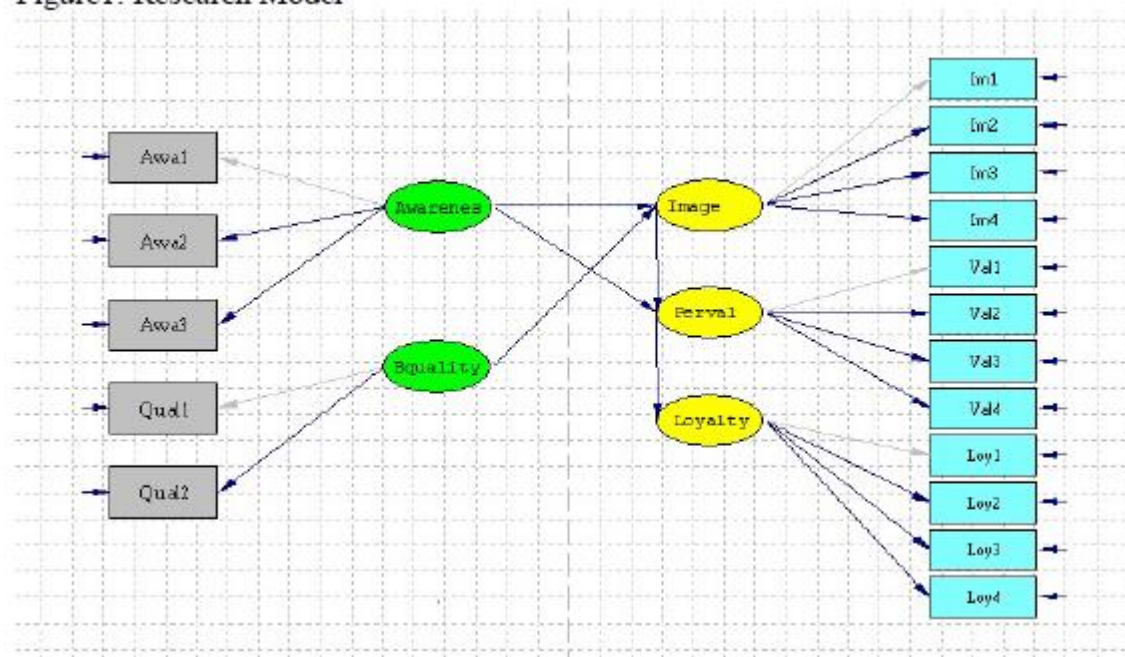 Figure1: Research Model
Awa1
Awa2
Awa3
Qual1
Qual2
Awarenes
Bquality
Image
Perval
Loyalty
Im1
Im2
Im3
Im4
Val1
Val2
Val3
Val4
Loy1
Loy2
Loy3
Loy4